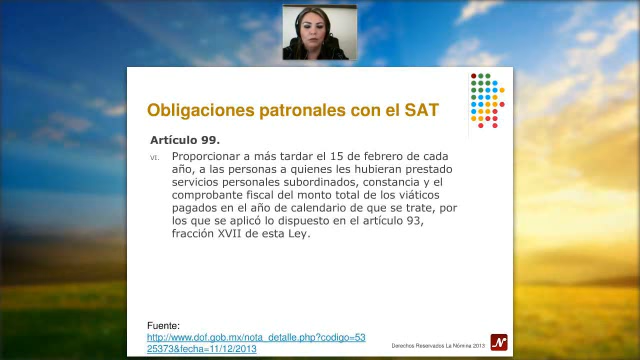 Obligaciones patronales con el SAT
Artículo 99.
VI. Proporcionar a más tardar el 15 de febrero de cada
año, a las personas a quienes les hubieran prestado
servicios personales subordinados, constancia y el
comprobante fiscal del monto total de los viáticos
pagados en el año de calendario de que se trate, por
los que se aplicó lo dispuesto en el artículo 93,
fracción XVII de esta Ley.
Fuente:
http://www.dof.gob.mx/nota_detalle.php?codigo=53
25373&fecha=11/12/2013
Derechos Reservados La Nómina 2013
N